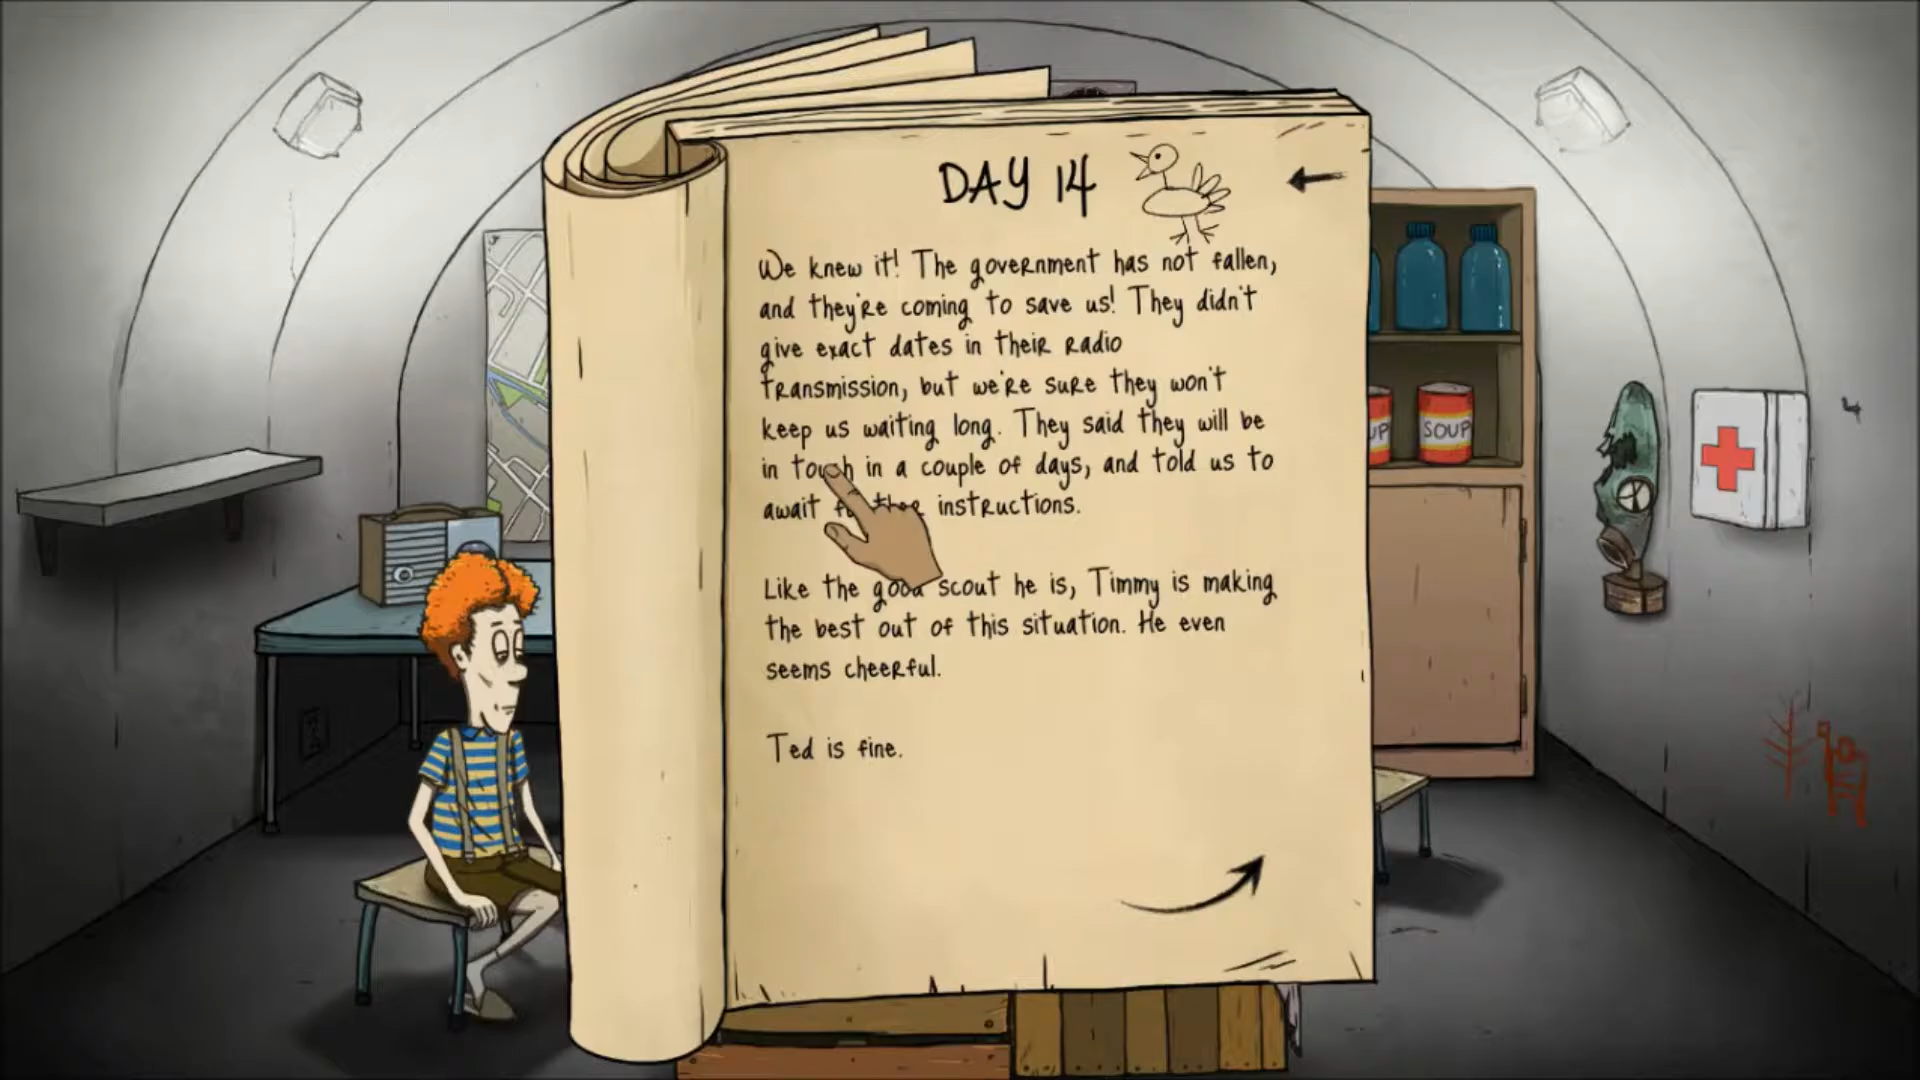 DAY 14
We knew it! The government has not fallen,
and they're coming to save us! They didn't
give exact dates in their radio
transmission, but we're sure they won't
keep us waiting long. They said they will be
in touch in a couple of days, and told us to
await further instructions.
Like the good scout he is, Timmy is making
the best out of this situation. He even
seems cheerful.
Ted is fine.
UP
SOUP